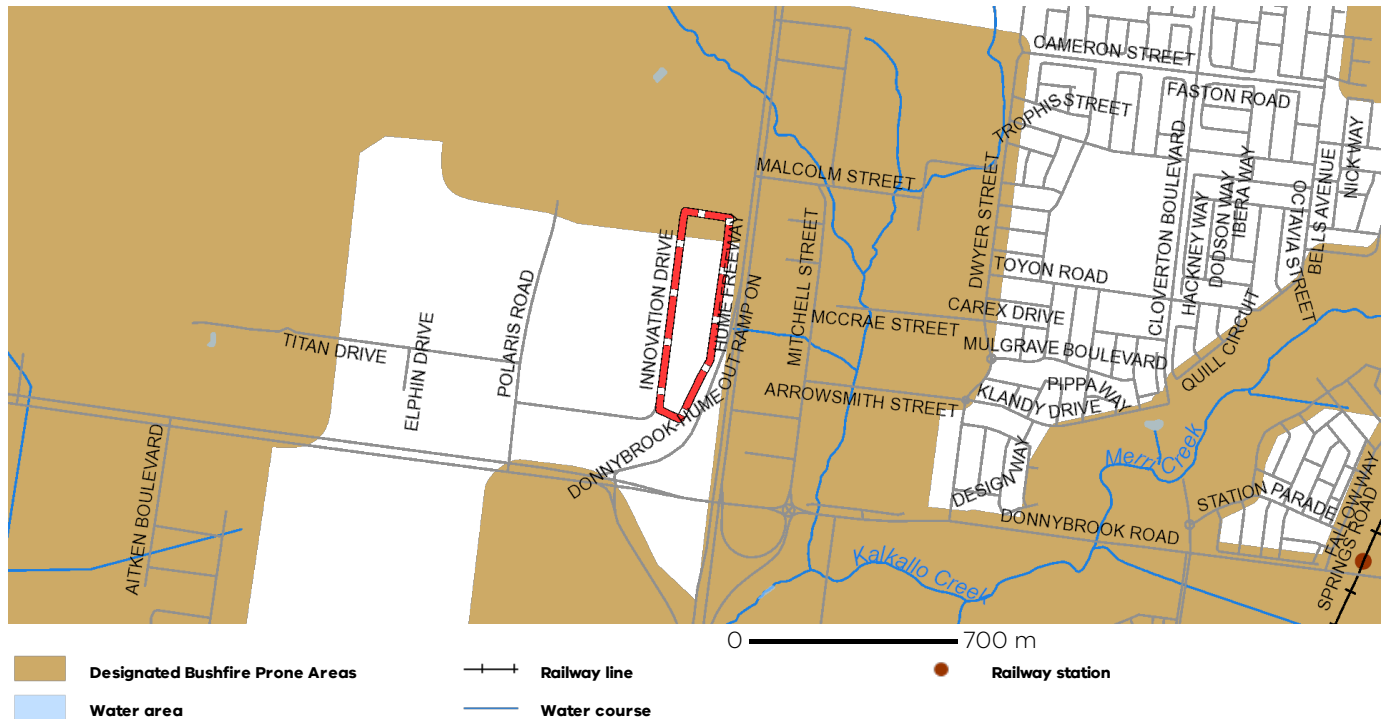 CAMERON STREET
FASTON ROAD
TROPHIS STREET
NICK WAY
MALCOLM STREET
DWYER STREET
CLOVERTON BOULEVARD
HACKNEY WAY
DODSON WAY
IBERA WAY
OCTAVIA STREET
BELLS AVENUE
INNOVATION DRIVE
HUME FREEWAY
MITCHELL STREET
TOYON ROAD
POLARIS ROAD
CAREX DRIVE
MCCRAE STREET
TITAN DRIVE
ELPHIN DRIVE
MULGRAVE BOULEVARD
QUILL CIRCUIT
PIPPA WAY
ARROWSMITH STREET
KLANDY DRIVE
DONNYBROOK-HUME OUT RAMP ON
AITKEN BOULEVARD
Merri Creek
DESIGN WAY
STATION PARADE
FALLOW WAY
DONNYBROOK ROAD
SPRINGS ROAD
Kalkallo Creek
0 700 m
Designated Bushfire Prone Areas
Railway line
Railway station
Water area
Water course